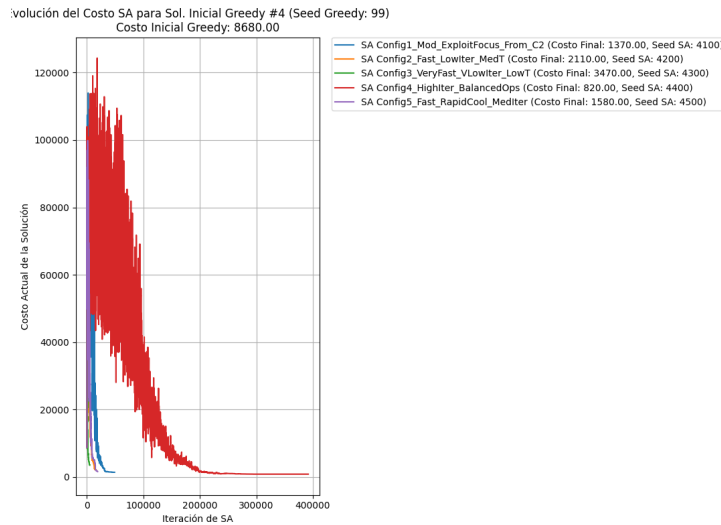 volución del Costo SA para Sol. Inicial Greedy #4 (Seed Greedy: 99)
Costo Inicial Greedy: 8680.00
SA Config1_Mod_ExploitFocus_From_C2 (Costo Final: 1370.00, Seed SA: 4100)
SA Config2_Fast_LowIter_MedT (Costo Final: 2110.00, Seed SA: 4200)
SA Config3_VeryFast_VLowIter_LowT (Costo Final: 3470.00, Seed SA: 4300)
SA Config4_HighIter_BalancedOps (Costo Final: 820.00, Seed SA: 4400)
SA Config5_Fast_RapidCool_MedIter (Costo Final: 1580.00, Seed SA: 4500)
Costo Actual de la Solución
120000
100000
80000
60000
40000
20000
0
0 100000 200000 300000 400000
Iteración de SA